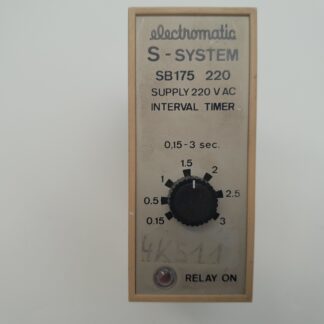 electromatic
S-SYSTEM
SB175 220
SUPPLY 220 V AC
INTERVAL TIMER
0,15-3 sec.
1.5
1 2
0.5 2.5
0.15 3
4K511
RELAY ON